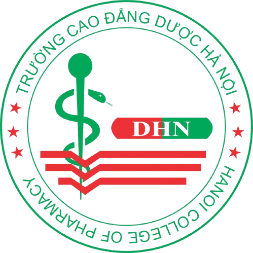 TRƯỜNG CAO ĐẲNG DƯỢC HÀ NỘI
DHN
HANOI COLLEGE OF PHARMACY